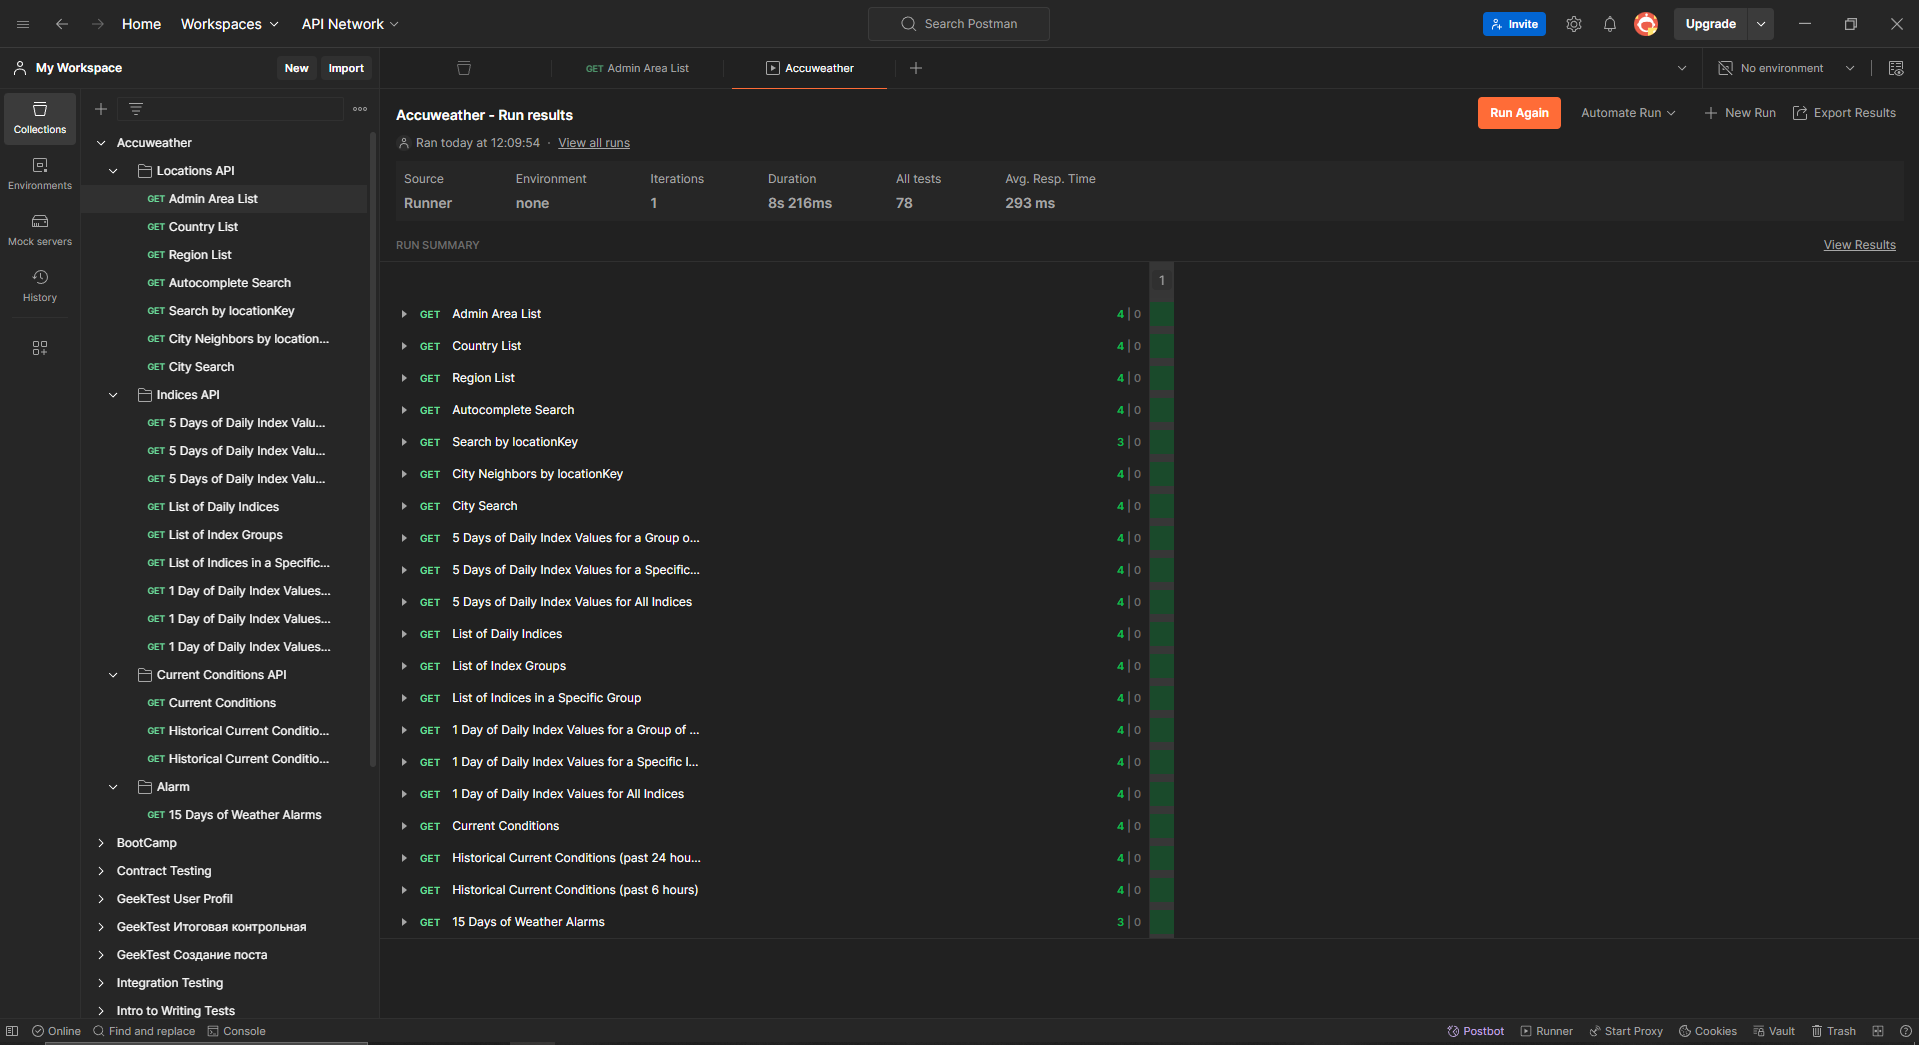 Home Workspaces API Network Search Postman Invite Upgrade
My Workspace New Import GET Admin Area List Accuweather No environment
Collections
Environments
Mock servers
History
Accuweather
Locations API
GET Admin Area List
GET Country List
GET Region List
GET Autocomplete Search
GET Search by locationKey
GET City Neighbors by location...
GET City Search
Indices API
GET 5 Days of Daily Index Valu...
GET 5 Days of Daily Index Valu...
GET 5 Days of Daily Index Valu...
GET List of Daily Indices
GET List of Index Groups
GET List of Indices in a Specific...
GET 1 Day of Daily Index Values...
GET 1 Day of Daily Index Values...
GET 1 Day of Daily Index Values...
Current Conditions API
GET Current Conditions
GET Historical Current Conditio...
GET Historical Current Conditio...
Alarm
GET 15 Days of Weather Alarms
BootCamp
Contract Testing
GeekTest User Profil
GeekTest Итоговая контрольная
GeekTest Создание поста
Integration Testing
Intro to Writing Tests
Accuweather - Run results Run Again Automate Run New Run Export Results
Ran today at 12:09:54 · View all runs
Source Environment Iterations Duration All tests Avg. Resp. Time
Runner none 1 8s 216ms 78 293 ms
RUN SUMMARY View Results
1
GET Admin Area List 4 | 0
GET Country List 4 | 0
GET Region List 4 | 0
GET Autocomplete Search 4 | 0
GET Search by locationKey 3 | 0
GET City Neighbors by locationKey 4 | 0
GET City Search 4 | 0
GET 5 Days of Daily Index Values for a Group o... 4 | 0
GET 5 Days of Daily Index Values for a Specific... 4 | 0
GET 5 Days of Daily Index Values for All Indices 4 | 0
GET List of Daily Indices 4 | 0
GET List of Index Groups 4 | 0
GET List of Indices in a Specific Group 4 | 0
GET 1 Day of Daily Index Values for a Group of ... 4 | 0
GET 1 Day of Daily Index Values for a Specific I... 4 | 0
GET 1 Day of Daily Index Values for All Indices 4 | 0
GET Current Conditions 4 | 0
GET Historical Current Conditions (past 24 hou... 4 | 0
GET Historical Current Conditions (past 6 hours) 4 | 0
GET 15 Days of Weather Alarms 3 | 0
Online Find and replace Console Postbot Runner Start Proxy Cookies Vault Trash